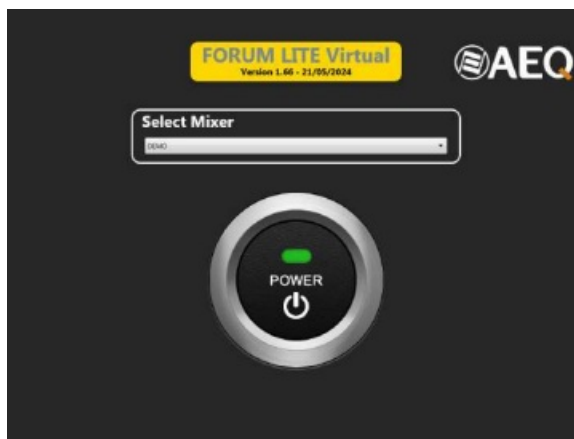 FORUM LITE Virtual
Version 1.66 - 21/05/2024
AEQ
Select Mixer
DEMO
POWER